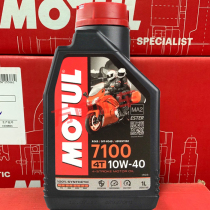 MOTUL
SPECIALIST
MOTUL
MA2
ESTER
7100
4T 10W-40
100% SYNTHETIC
1L